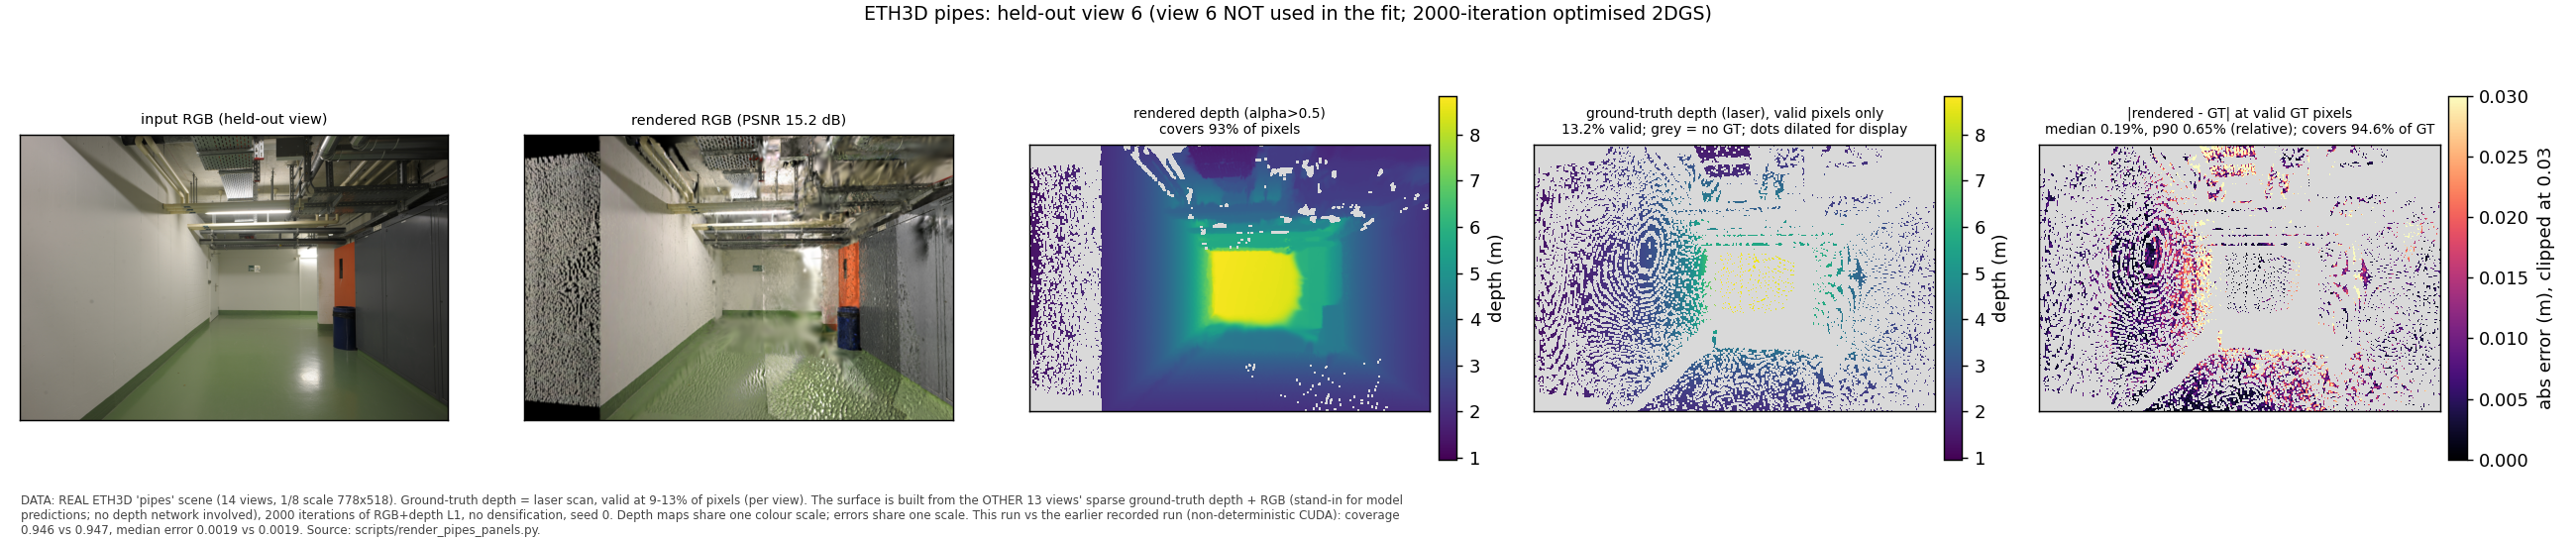 ETH3D pipes: held-out view 6 (view 6 NOT used in the fit; 2000-iteration optimised 2DGS)
input RGB (held-out view)
rendered RGB (PSNR 15.2 dB)
rendered depth (alpha>0.5)
covers 93% of pixels
8
7
6
5
4
3
2
1
depth (m)
ground-truth depth (laser), valid pixels only
13.2% valid; grey = no GT; dots dilated for display
8
7
6
5
4
3
2
1
depth (m)
|rendered - GT| at valid GT pixels
median 0.19%, p90 0.65% (relative); covers 94.6% of GT
0.030
0.025
0.020
0.015
0.010
0.005
0.000
abs error (m), clipped at 0.03
DATA: REAL ETH3D 'pipes' scene (14 views, 1/8 scale 778x518). Ground-truth depth = laser scan, valid at 9-13% of pixels (per view). The surface is built from the OTHER 13 views' sparse ground-truth depth + RGB (stand-in for model
predictions; no depth network involved), 2000 iterations of RGB+depth L1, no densification, seed 0. Depth maps share one colour scale; errors share one scale. This run vs the earlier recorded run (non-deterministic CUDA): coverage
0.946 vs 0.947, median error 0.0019 vs 0.0019. Source: scripts/render_pipes_panels.py.